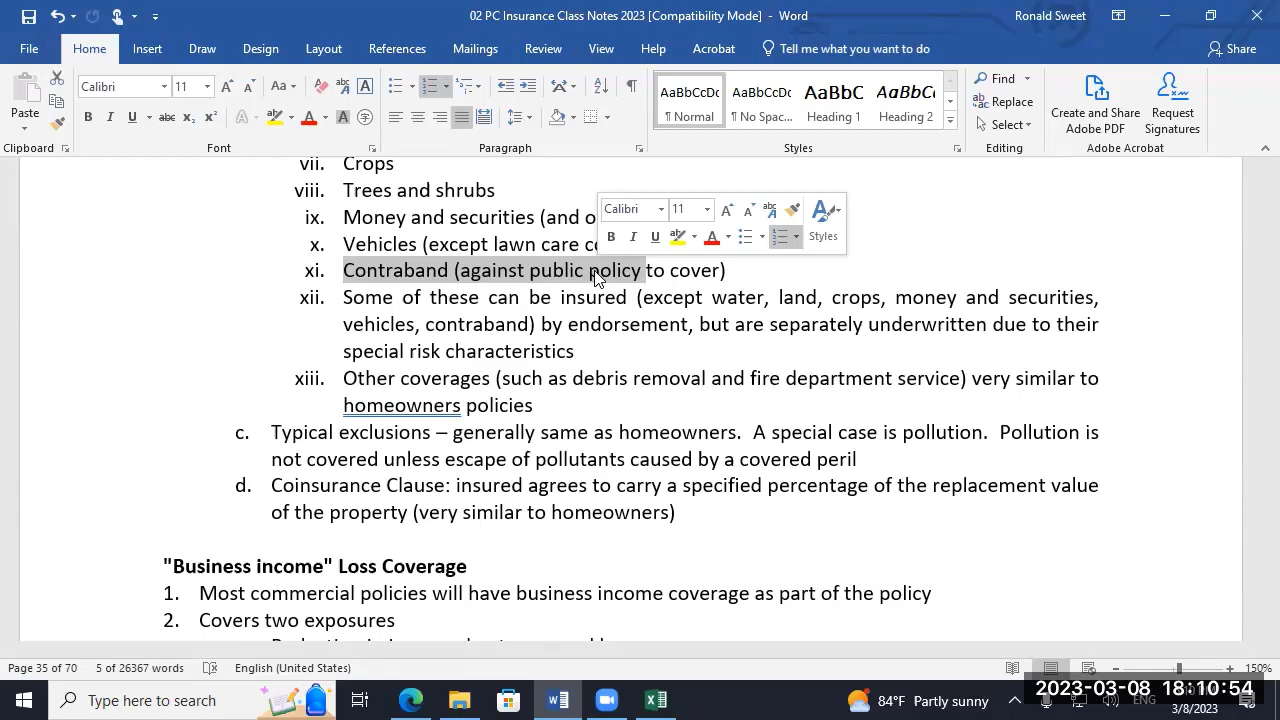 02 PC Insurance Class Notes 2023 [Compatibility Mode] - Word
Ronald Sweet
File Home Insert Draw Design Layout References Mailings Review View Help Acrobat Tell me what you want to do Share
Paste
Calibri 11
AaBbCcDc AaBbCcDc AaBbC AaBbC
¶ Normal ¶ No Spac... Heading 1 Heading 2
Find
Replace
Select
Create and Share Adobe PDF
Request Signatures
Clipboard Font Paragraph Styles Editing Adobe Acrobat
vii. Crops
viii. Trees and shrubs
ix. Money and securities (and o
x. Vehicles (except lawn care c
Calibri 11
B I U Styles
xi. Contraband (against public policy to cover)
xii. Some of these can be insured (except water, land, crops, money and securities,
vehicles, contraband) by endorsement, but are separately underwritten due to their
special risk characteristics
xiii. Other coverages (such as debris removal and fire department service) very similar to
homeowners policies
c. Typical exclusions – generally same as homeowners. A special case is pollution. Pollution is
not covered unless escape of pollutants caused by a covered peril
d. Coinsurance Clause: insured agrees to carry a specified percentage of the replacement value
of the property (very similar to homeowners)
"Business income" Loss Coverage
1. Most commercial policies will have business income coverage as part of the policy
2. Covers two exposures
Page 35 of 70 5 of 26367 words English (United States) 150%
Type here to search
84°F Partly sunny
ENG
2023-03-08 18:10:54
3/8/2023